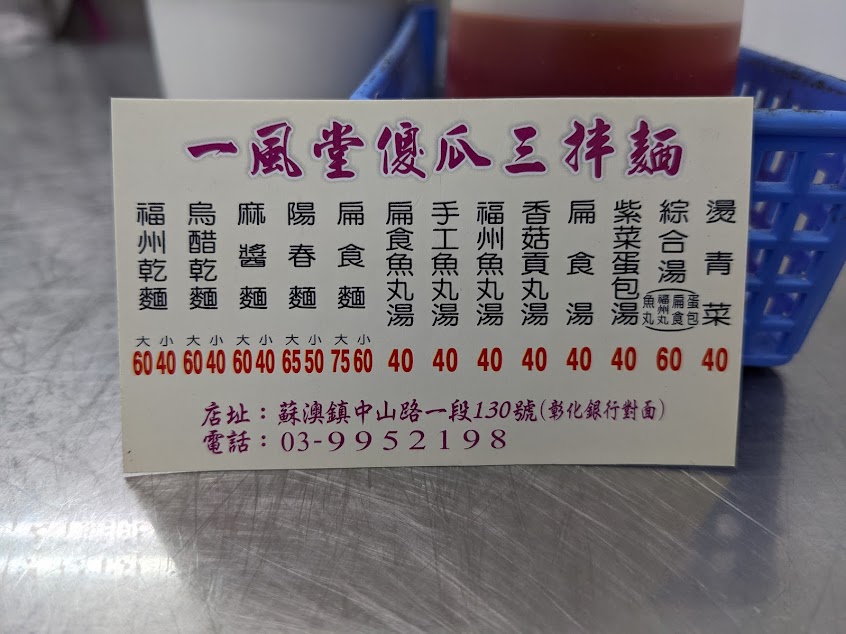 一風堂傻瓜三拌麵
福州乾麵 大60 小40
烏醋乾麵 大60 小40
麻醬麵 大60 小40
陽春麵 大65 小50
扁食麵 大75 小60
扁食魚丸湯 40
手工魚丸湯 40
福州魚丸湯 40
香菇貢丸湯 40
扁食湯 40
紫菜蛋包湯 40
綜合湯(蛋包 扁食 福州丸 魚丸) 60
燙青菜 40
店址：蘇澳鎮中山路一段130號(彰化銀行對面)
電話：03-9952198